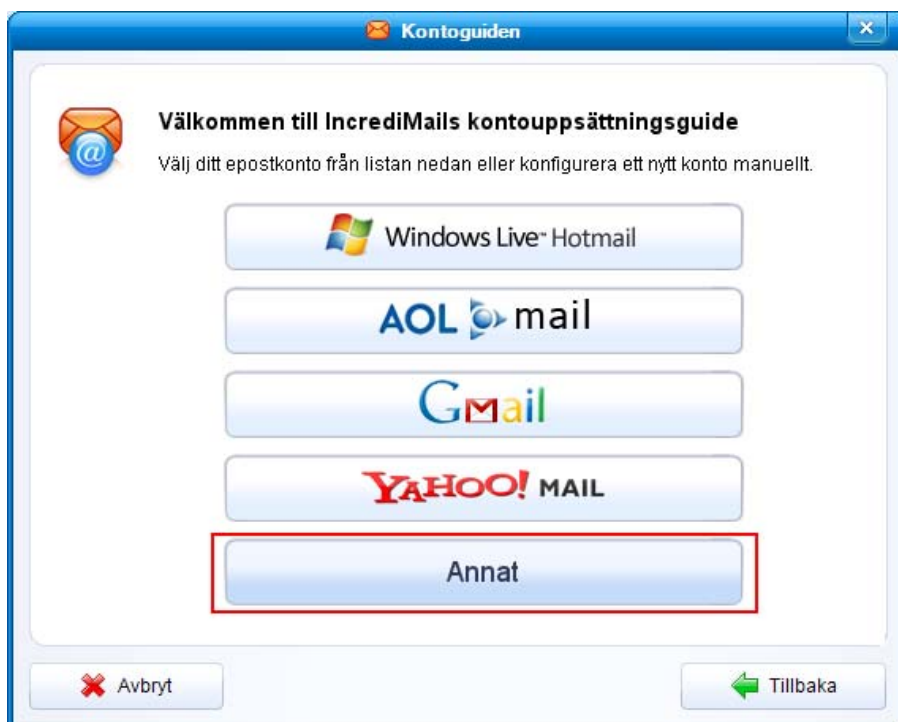 Kontoguiden
Välkommen till IncrediMails kontouppsättningsguide
Välj ditt epostkonto från listan nedan eller konfigurera ett nytt konto manuellt.
Windows Live™ Hotmail
AOL mail
Gmail
YAHOO! MAIL
Annat
Avbryt
Tillbaka